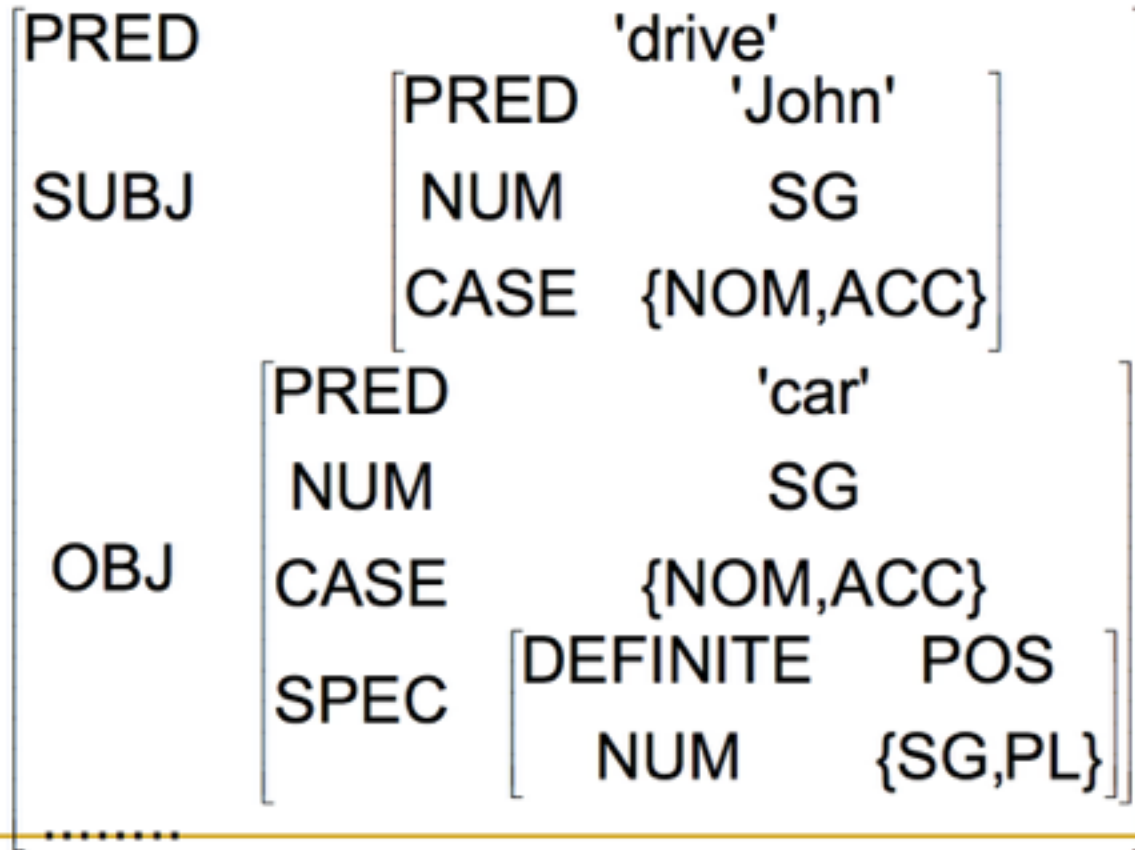 PRED 'drive'
PRED 'John'
SUBJ NUM SG
CASE {NOM,ACC}
PRED 'car'
NUM SG
OBJ CASE {NOM,ACC}
SPEC DEFINITE POS
NUM {SG,PL}
........